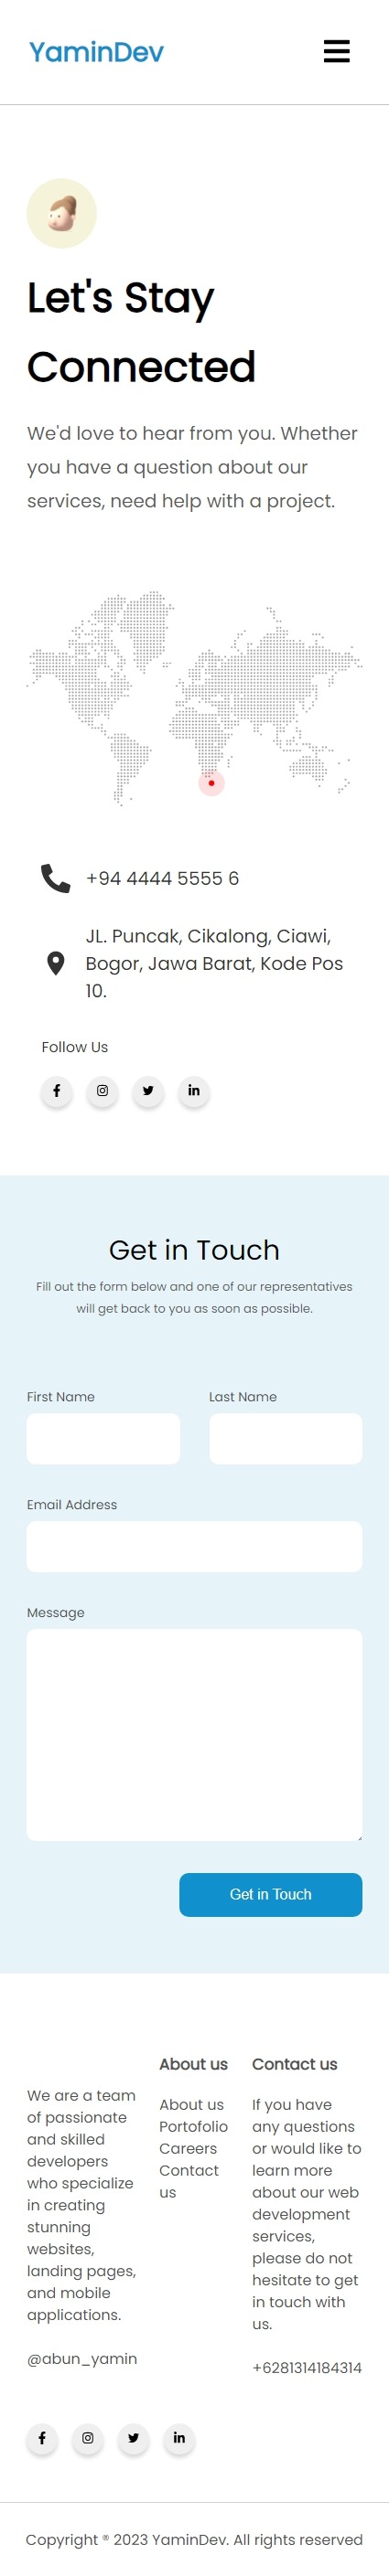 YaminDev
Let's Stay
Connected
We'd love to hear from you. Whether
you have a question about our
services, need help with a project.
+94 4444 5555 6
JL. Puncak, Cikalong, Ciawi,
Bogor, Jawa Barat, Kode Pos
10.
Follow Us
Get in Touch
Fill out the form below and one of our representatives
will get back to you as soon as possible.
First Name
Last Name
Email Address
Message
Get in Touch
We are a team
of passionate
and skilled
developers
who specialize
in creating
stunning
websites,
landing pages,
and mobile
applications.
@abun_yamin
About us
About us
Portofolio
Careers
Contact
us
Contact us
If you have
any questions
or would like to
learn more
about our web
development
services,
please do not
hesitate to get
in touch with
us.
+6281314184314
Copyright ® 2023 YaminDev. All rights reserved